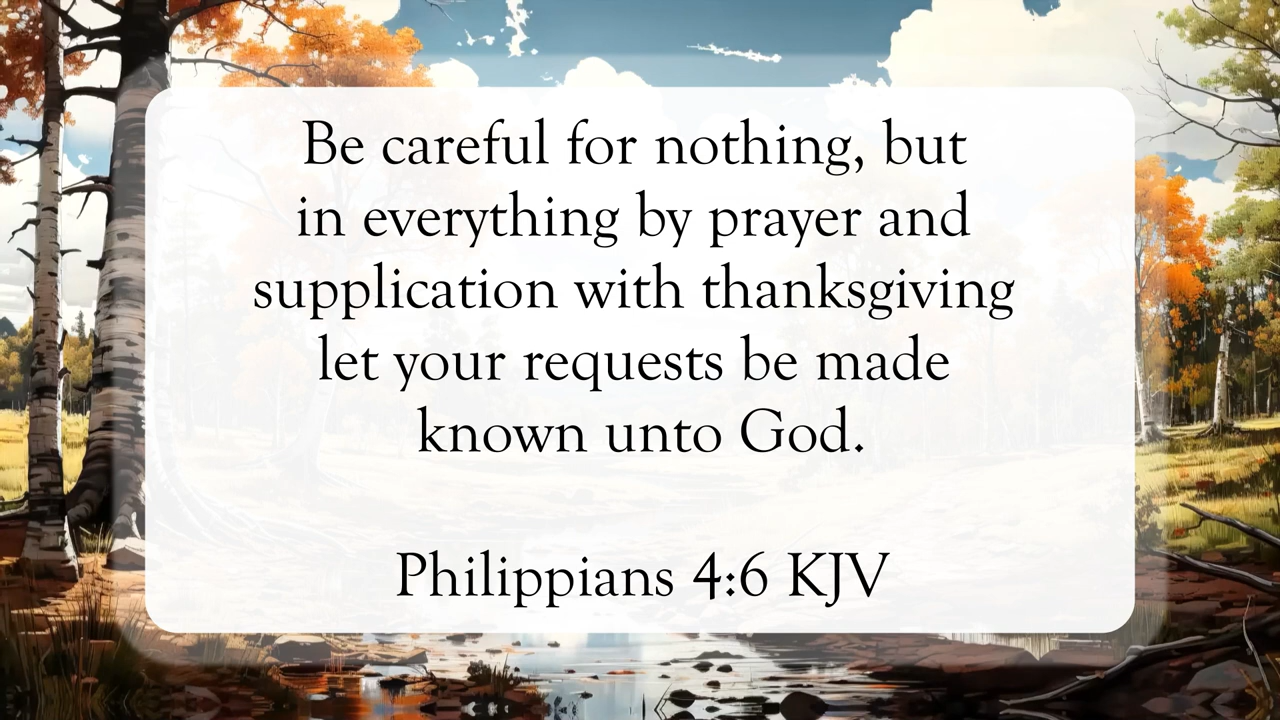 Be careful for nothing, but
in everything by prayer and
supplication with thanksgiving
let your requests be made
known unto God.
Philippians 4:6 KJV